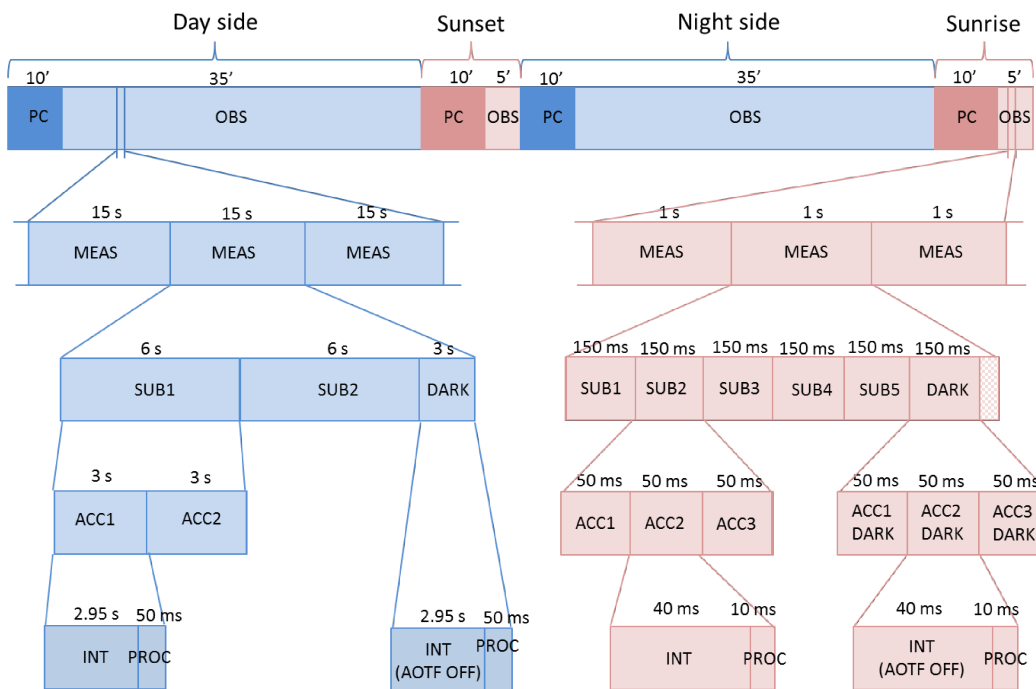 Day side Sunset Night side Sunrise
10’ 35’ 10’ 5’ 10’ 35’ 10’ 5’
PC OBS PC OBS PC OBS PC OBS
15 s 15 s 15 s 1 s 1 s 1 s
MEAS MEAS MEAS MEAS MEAS MEAS
6 s 6 s 3 s 150 ms 150 ms 150 ms 150 ms 150 ms 150 ms
SUB1 SUB2 DARK SUB1 SUB2 SUB3 SUB4 SUB5 DARK
3 s 3 s 50 ms 50 ms 50 ms 50 ms 50 ms 50 ms
ACC1 ACC2 ACC1 ACC2 ACC3 ACC1 ACC2 ACC3
DARK DARK DARK
2.95 s 50 ms 2.95 s 50 ms 40 ms 10 ms 40 ms 10 ms
INT PROC INT PROC INT PROC INT PROC
(AOTF OFF) (AOTF OFF)